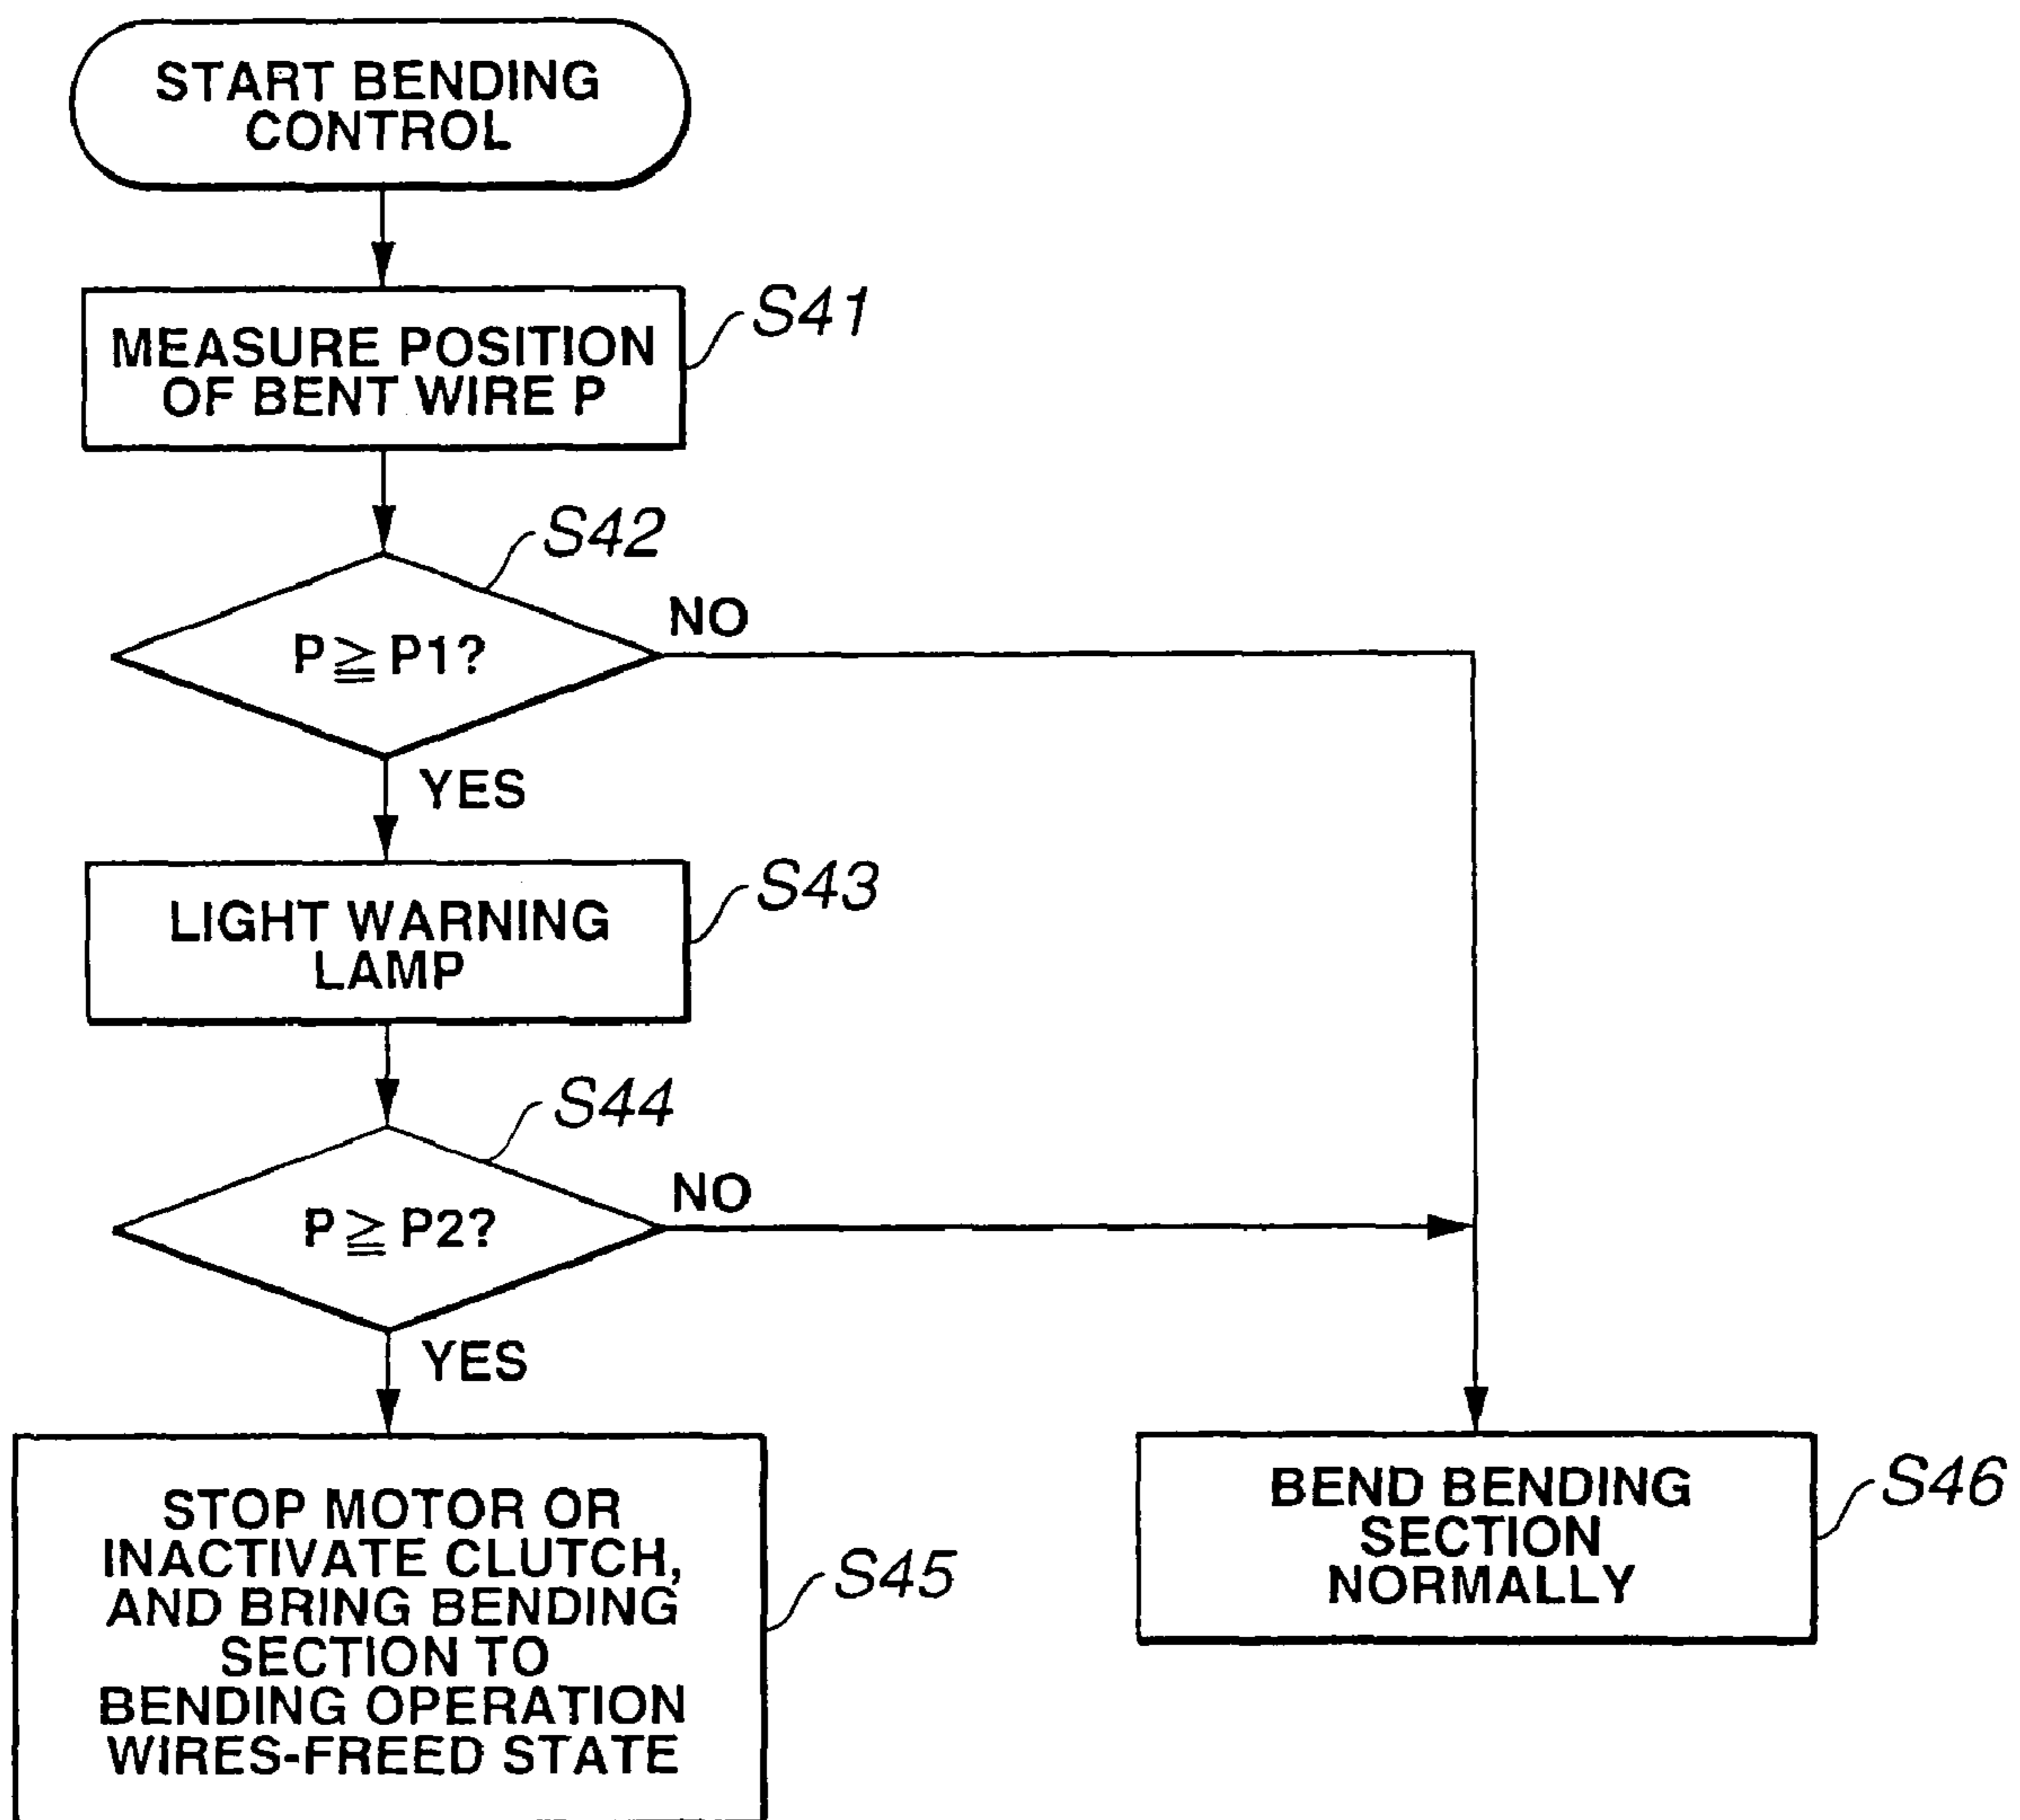 START BENDING
CONTROL
MEASURE POSITION
OF BENT WIRE P
S41
S42
P≧P1?
NO
YES
LIGHT WARNING
LAMP
S43
S44
P≧P2?
NO
YES
STOP MOTOR OR
INACTIVATE CLUTCH,
AND BRING BENDING
SECTION TO
BENDING OPERATION
WIRES-FREED STATE
S45
BEND BENDING
SECTION
NORMALLY
S46